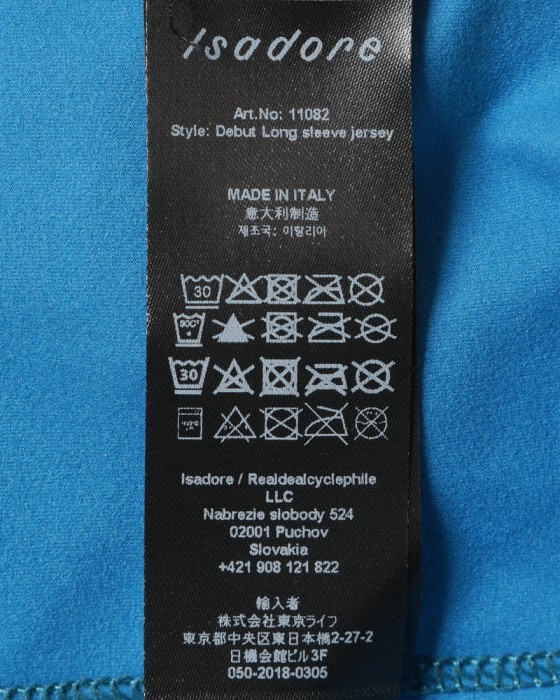 Isadore
Art.No: 11082
Style: Debut Long sleeve jersey
MADE IN ITALY
意大利制造
제조국: 이탈리아
30
30
Isadore / Realdealcyclephile
LLC
Nabrezie slobody 524
02001 Puchov
Slovakia
+421 908 121 822
輸入者
株式会社東京ライフ
東京都中央区東日本橋2-27-2
日機会館ビル3F
050-2018-0305